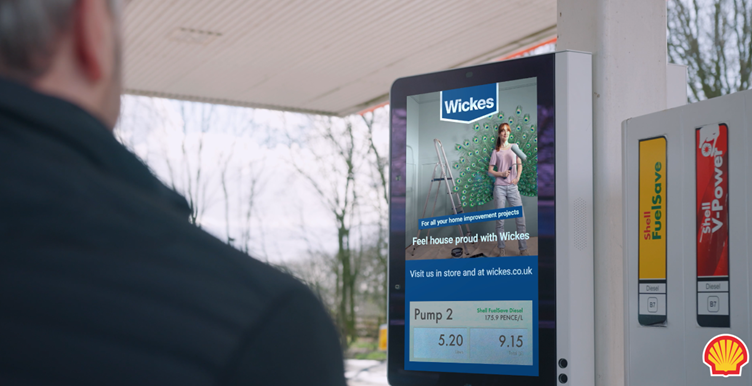 Wickes
For all your home improvement projects
Feel house proud with Wickes
Visit us in store and at wickes.co.uk
Pump 2
Shell FuelSave Diesel
175.9 PENCE/L
5.20
9.15
Shell
FuelSave
Diesel
B7
Shell
V-Power
Diesel
B7